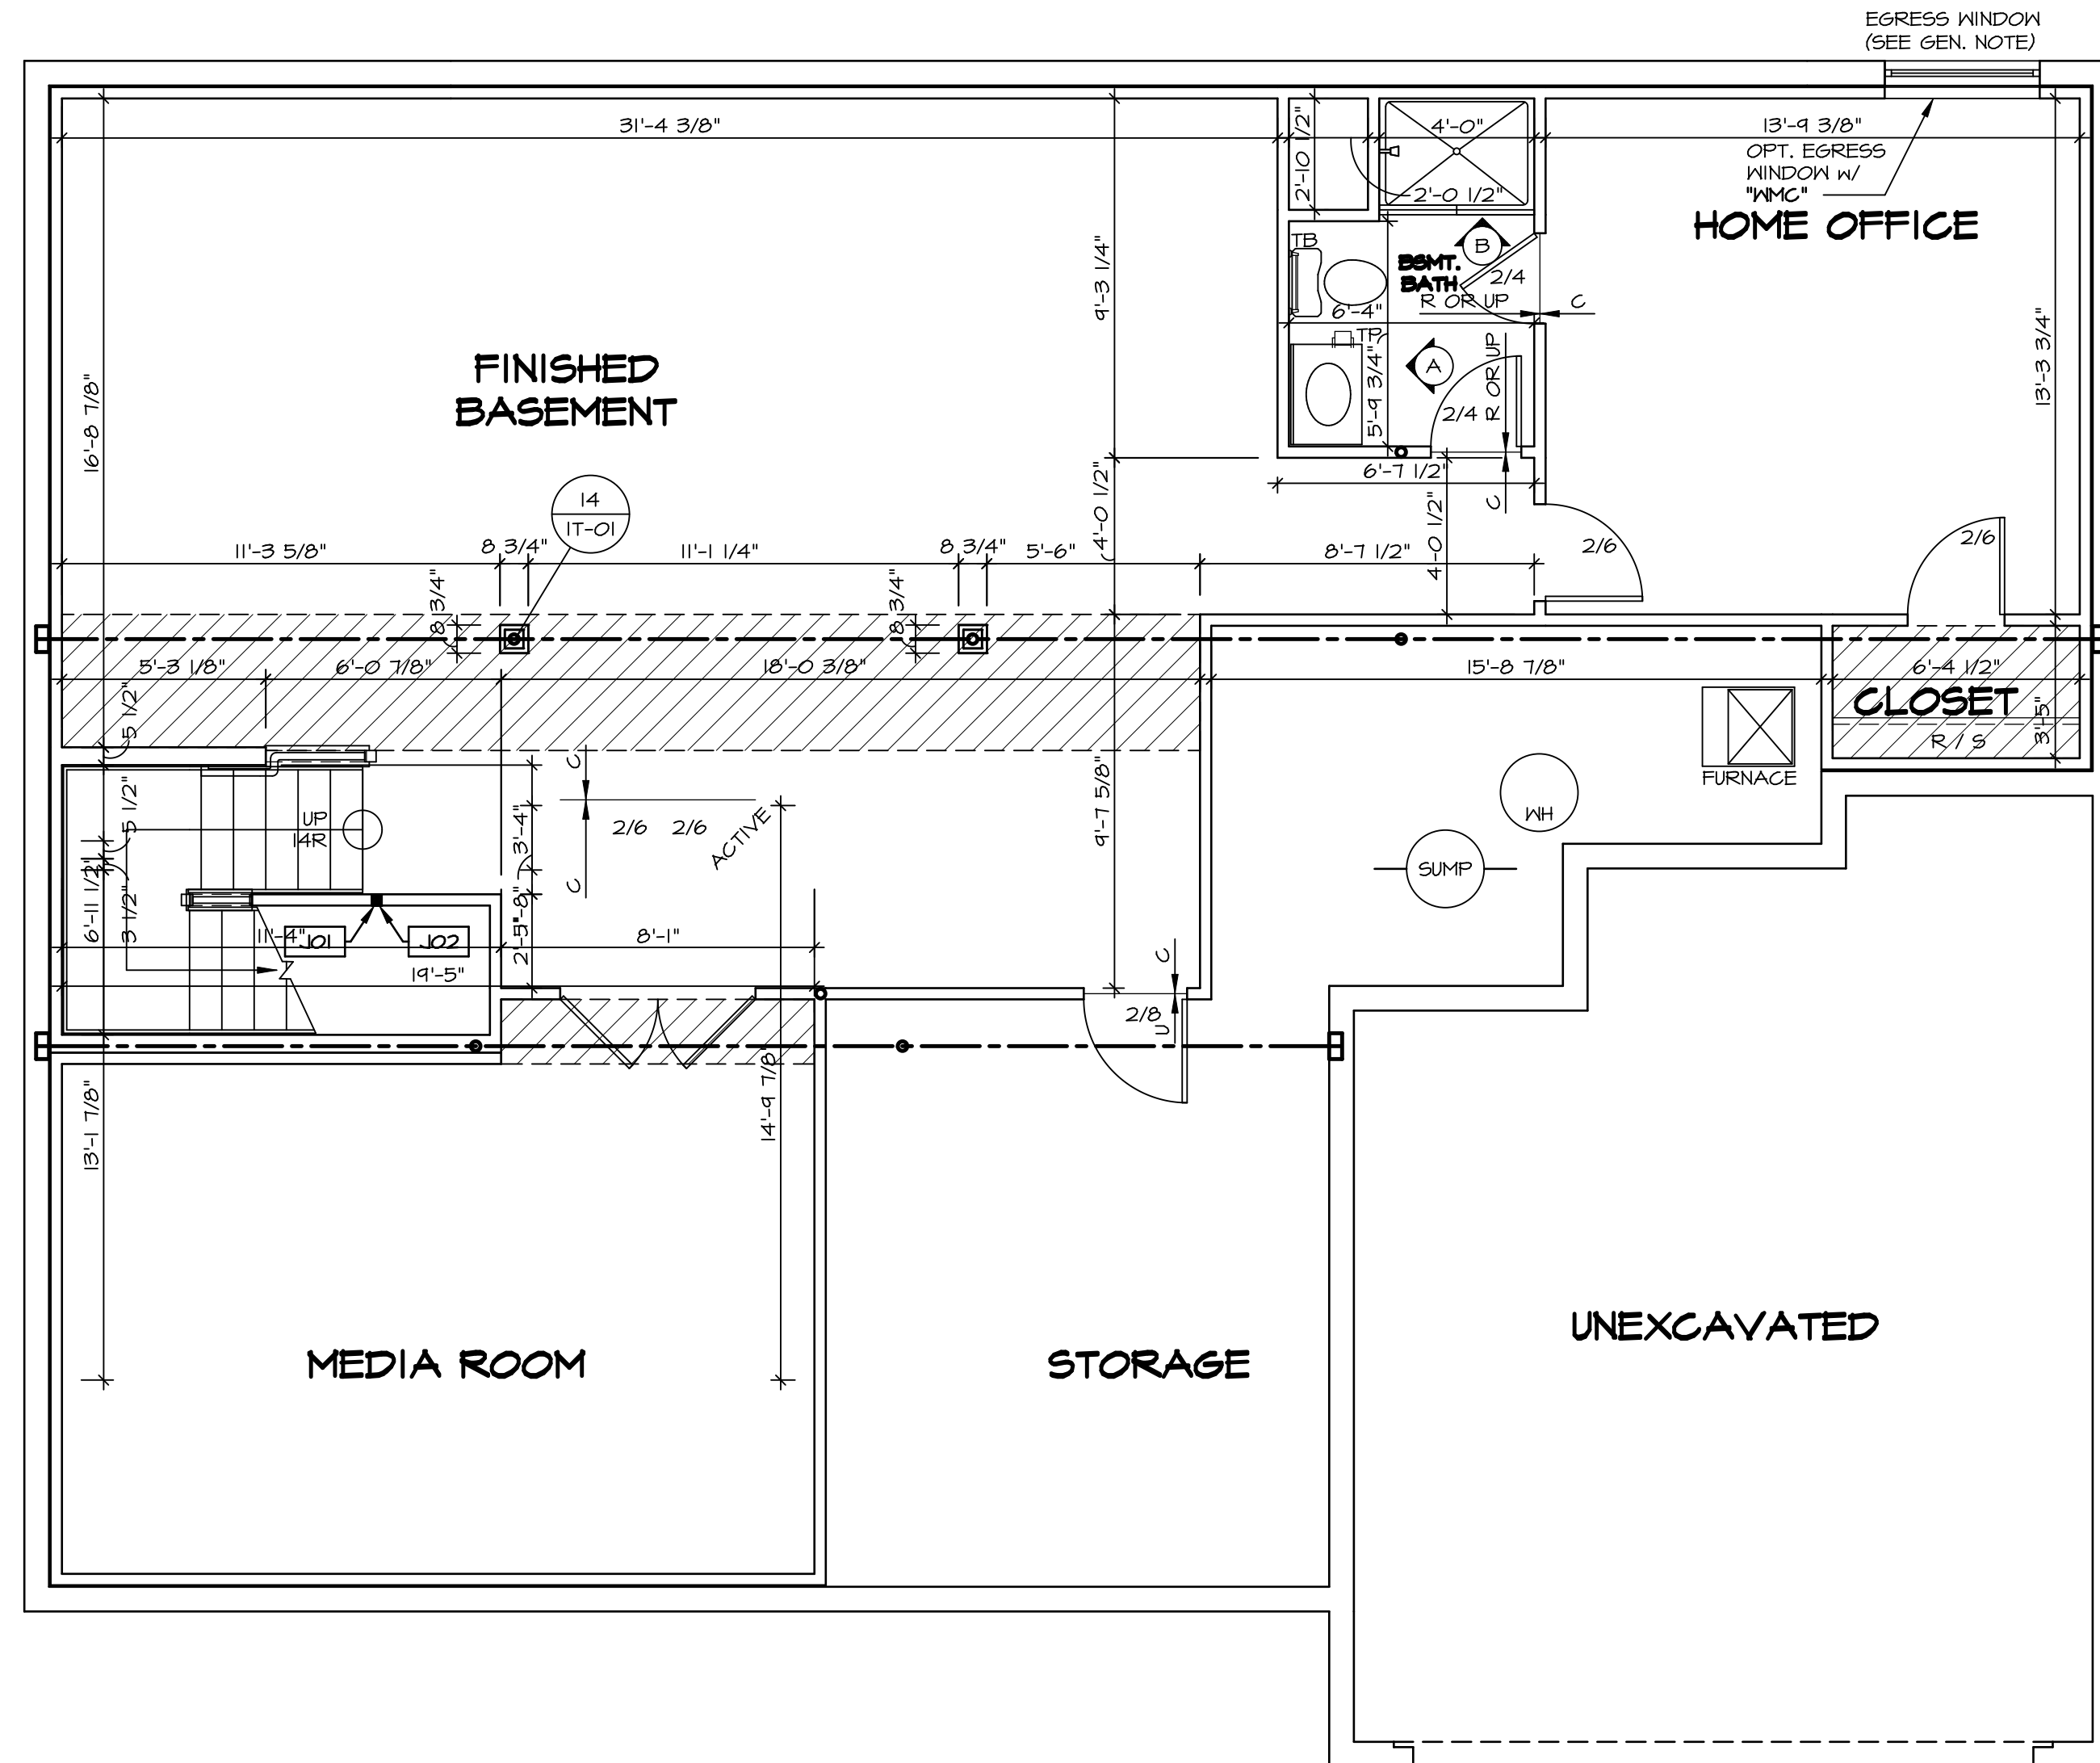 EGRESS WINDOW
(SEE GEN. NOTE)
31'-4 3/8"
2'-10 1/2"
4'-0"
13'-9 3/8"
OPT. EGRESS
WINDOW w/
"WMC"
2'-0 1/2"
HOME OFFICE
TB
B
BSMT.
BATH
2/4
R OR UP
C
9'-3 1/4"
6'-4"
TP
A
5'-9 3/4"
R OR UP
2/4
13'-3 3/4"
FINISHED
BASEMENT
16'-8 7/8"
6'-7 1/2"
C
14
1T-01
4'-0 1/2"
4'-0 1/2"
11'-3 5/8"
8 3/4"
11'-1 1/4"
8 3/4"
5'-6"
8'-7 1/2"
2/6
2/6
8 3/4"
8 3/4"
5'-3 1/8"
6'-0 7/8"
18'-0 3/8"
15'-8 7/8"
6'-4 1/2"
CLOSET
3'-5"
R / S
5 1/2"
FURNACE
C
5 1/2"
UP
14R
3'-4"
2/6
2/6
ACTIVE
9'-7 5/8"
WH
SUMP
C
6'-11 1/2"
3 1/2"
11'-4"
J01
J02
2'-5"
8'-1"
C
19'-5"
2/8
U
13'-1 7/8"
14'-9 7/8"
UNEXCAVATED
MEDIA ROOM
STORAGE